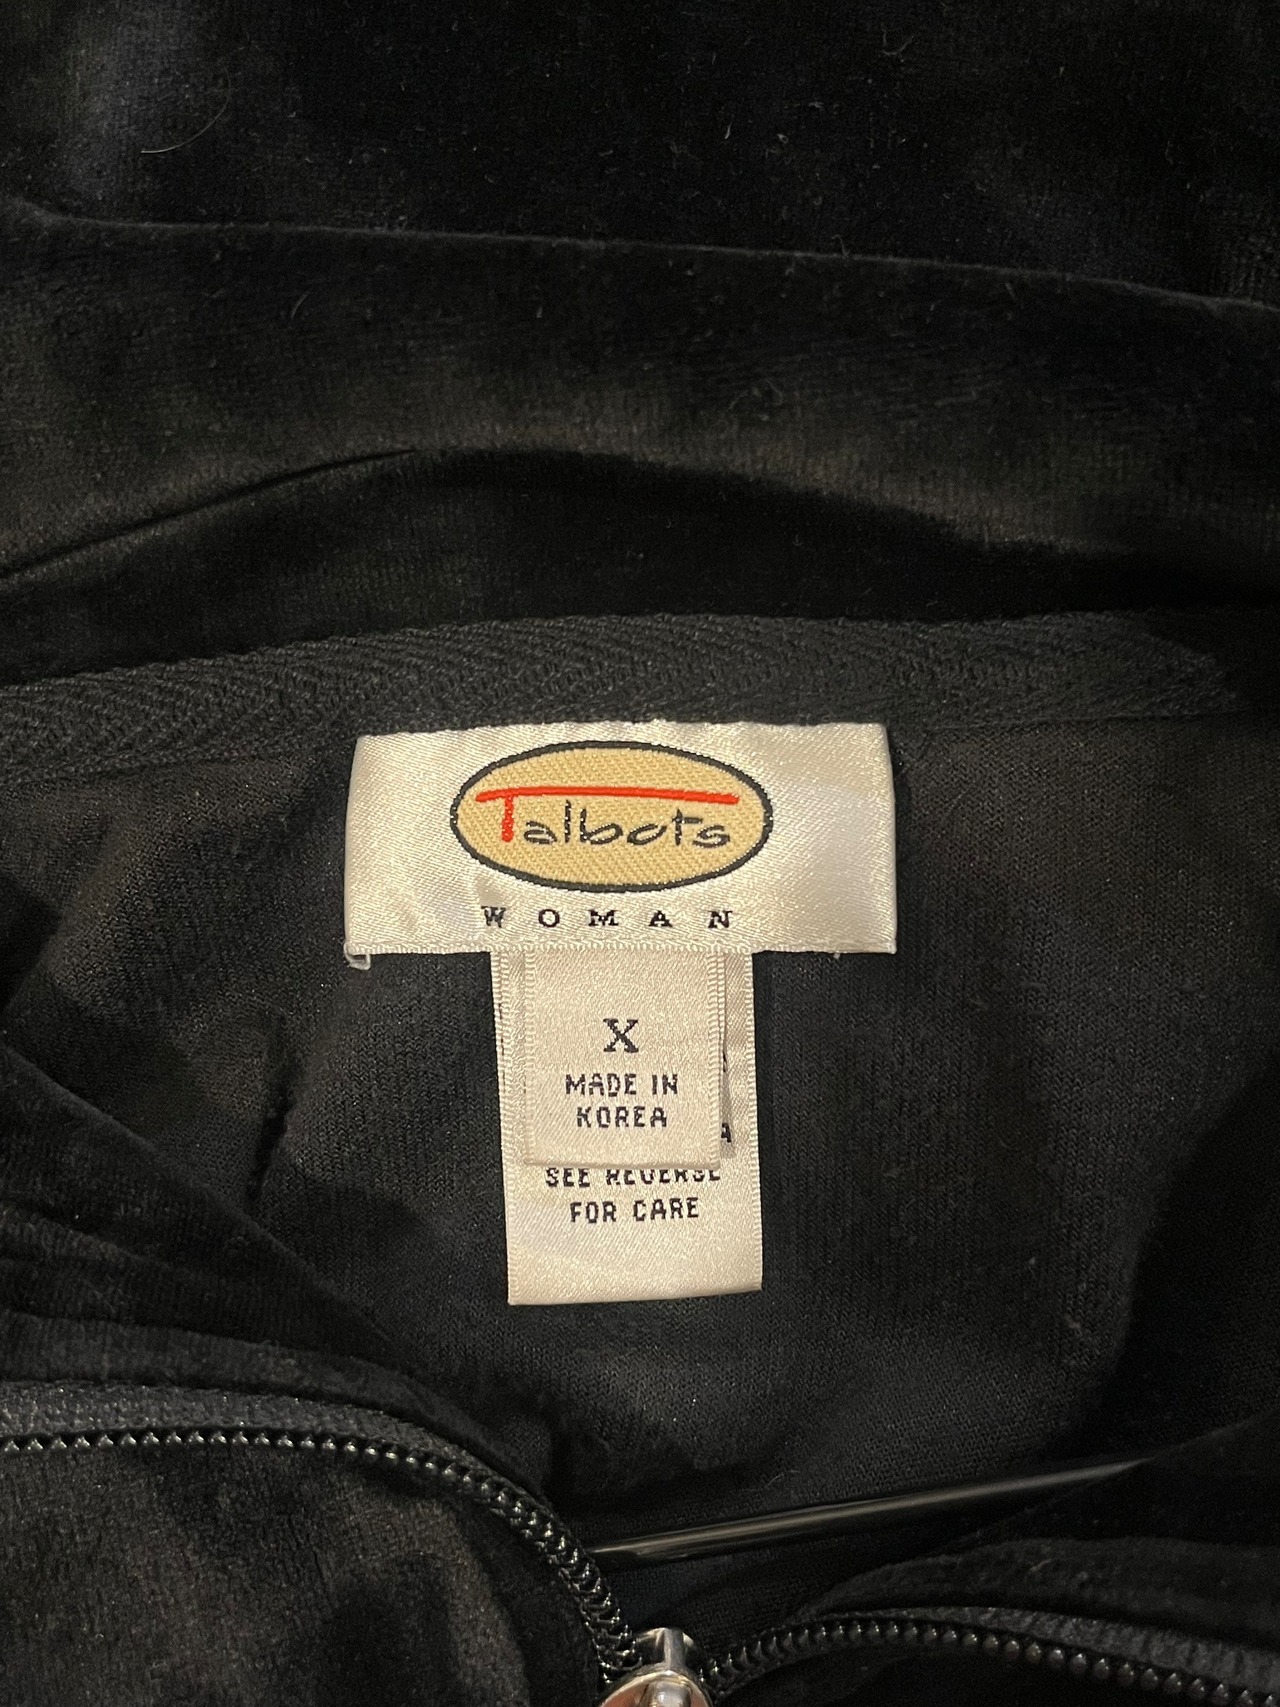 Talbots
WOMAN
X
MADE IN
KOREA
A
SEE REVERSE
FOR CARE